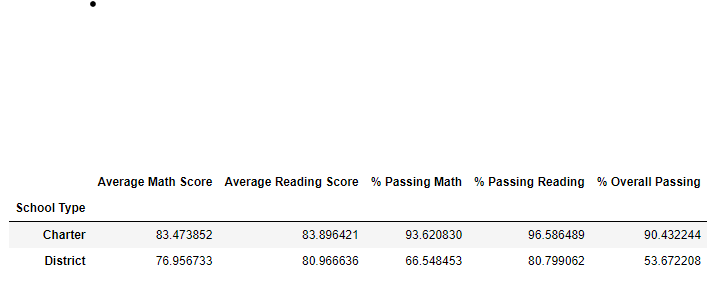 •
Average Math Score Average Reading Score % Passing Math % Passing Reading % Overall Passing
School Type
Charter 83.473852 83.896421 93.620830 96.586489 90.432244
District 76.956733 80.966636 66.548453 80.799062 53.672208